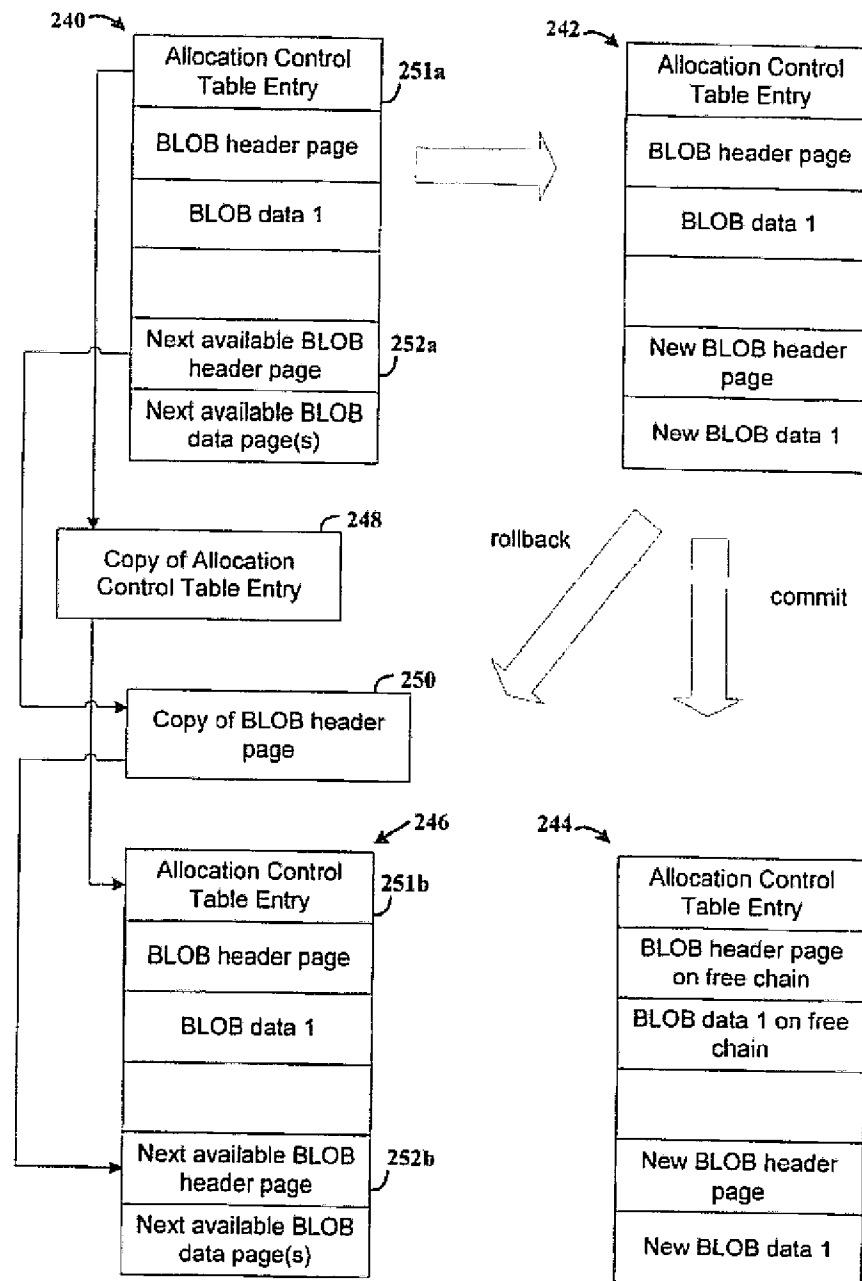 240
Allocation Control
Table Entry
251a
BLOB header page
BLOB data 1
Next available BLOB
header page
252a
Next available BLOB
data page(s)
242
Allocation Control
Table Entry
BLOB header page
BLOB data 1
New BLOB header
page
New BLOB data 1
248
Copy of Allocation
Control Table Entry
rollback
commit
250
Copy of BLOB header
page
246
Allocation Control
Table Entry
251b
BLOB header page
BLOB data 1
Next available BLOB
header page
252b
Next available BLOB
data page(s)
244
Allocation Control
Table Entry
BLOB header page
on free chain
BLOB data 1 on free
chain
New BLOB header
page
New BLOB data 1